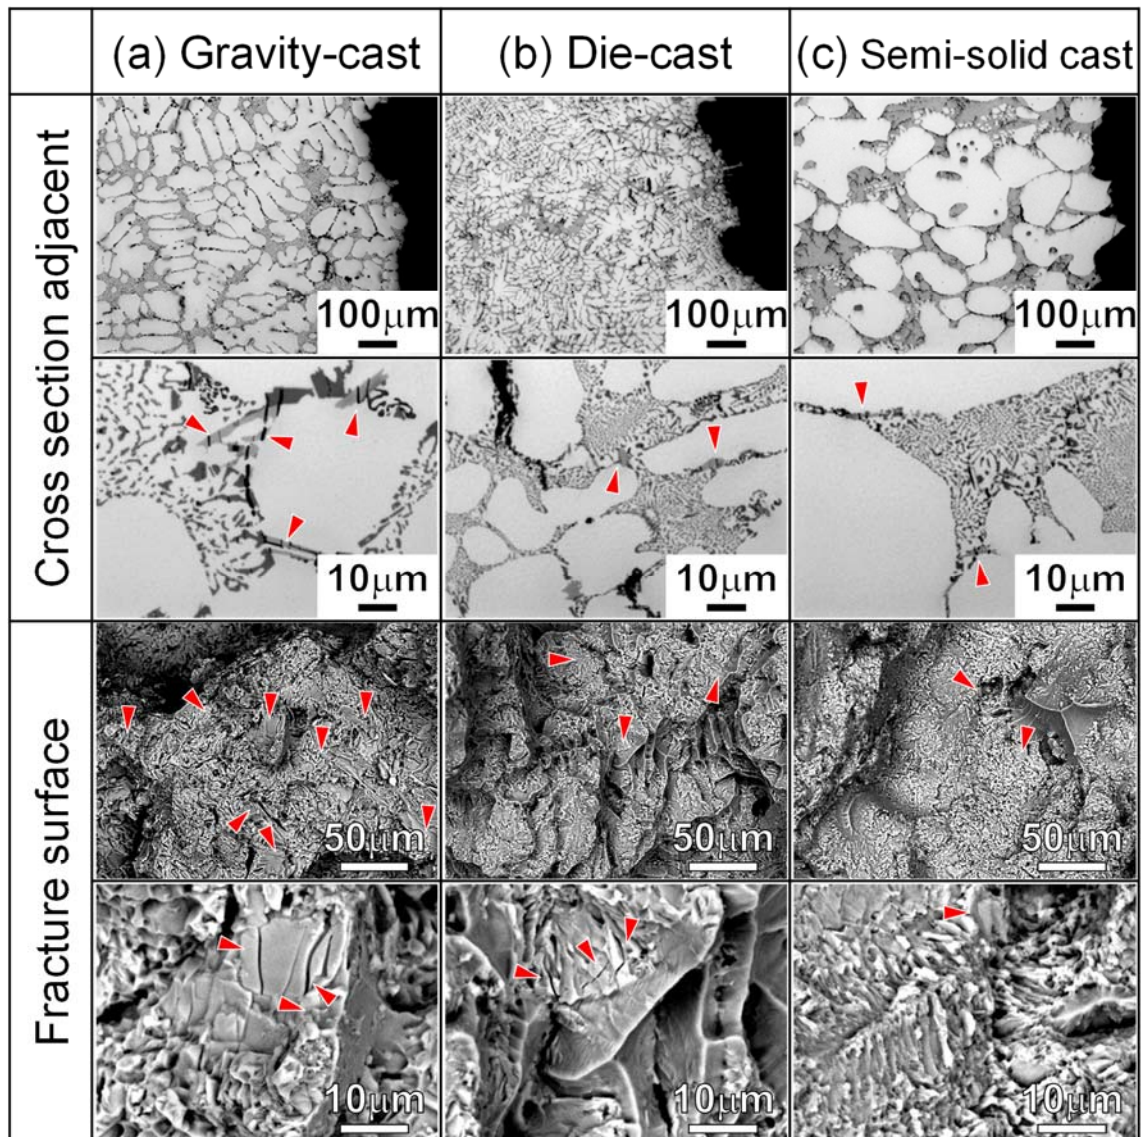 (a) Gravity-cast
(b) Die-cast
(c) Semi-solid cast
Cross section adjacent
100μm
100μm
100μm
10μm
10μm
10μm
Fracture surface
50μm
50μm
50μm
10μm
10μm
10μm